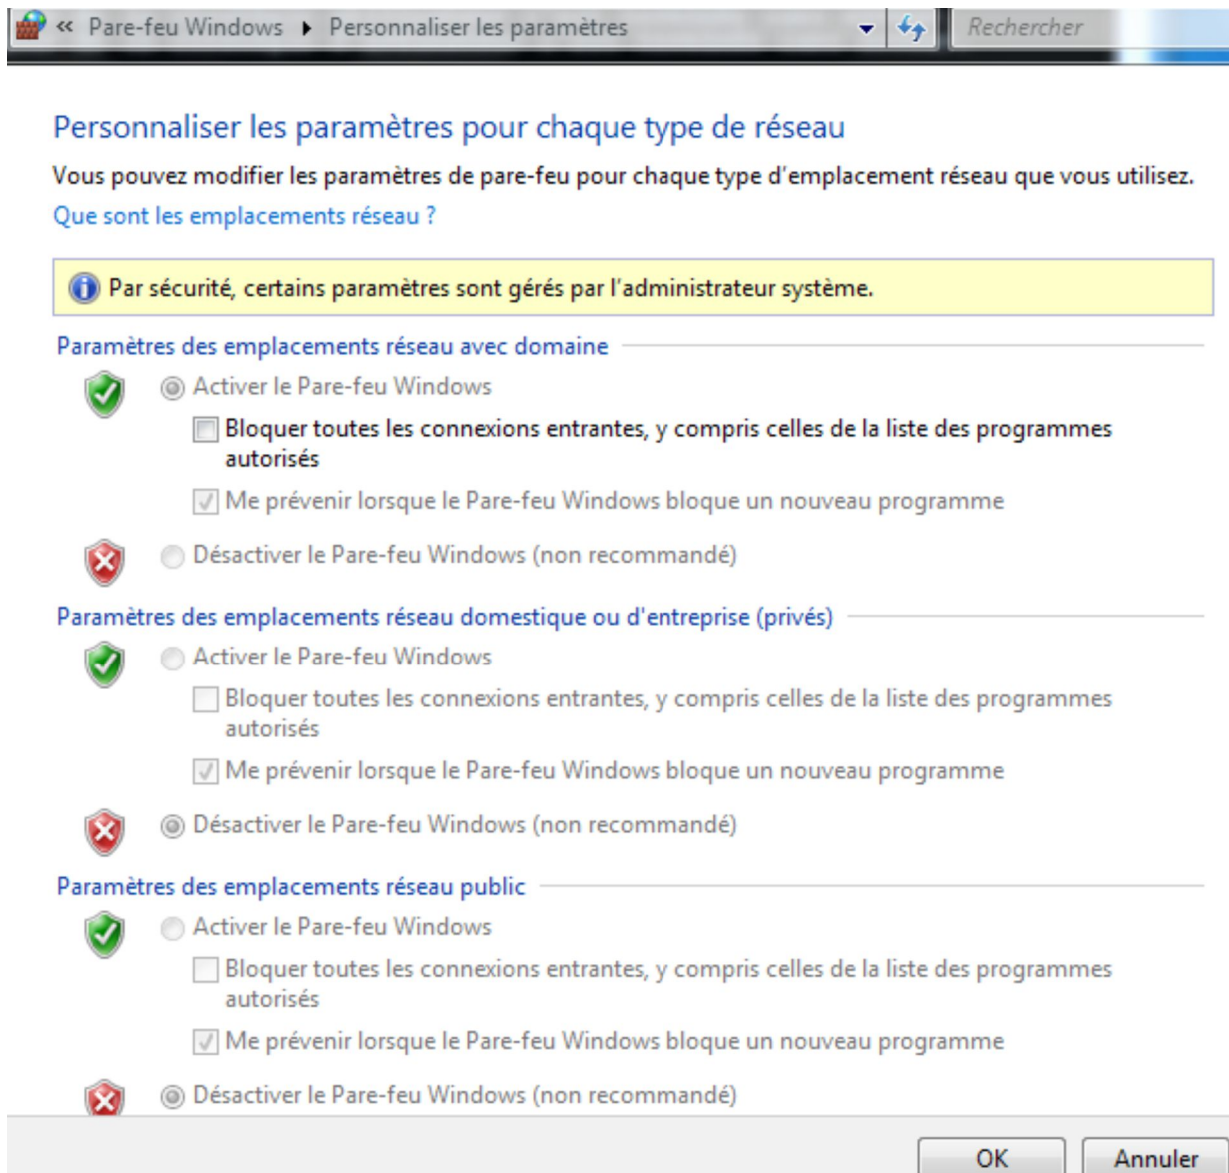 « Pare-feu Windows ▸ Personnaliser les paramètres
Rechercher
Personnaliser les paramètres pour chaque type de réseau
Vous pouvez modifier les paramètres de pare-feu pour chaque type d'emplacement réseau que vous utilisez.
Que sont les emplacements réseau ?
Par sécurité, certains paramètres sont gérés par l'administrateur système.
Paramètres des emplacements réseau avec domaine
Activer le Pare-feu Windows
Bloquer toutes les connexions entrantes, y compris celles de la liste des programmes
autorisés
Me prévenir lorsque le Pare-feu Windows bloque un nouveau programme
Désactiver le Pare-feu Windows (non recommandé)
Paramètres des emplacements réseau domestique ou d'entreprise (privés)
Activer le Pare-feu Windows
Bloquer toutes les connexions entrantes, y compris celles de la liste des programmes
autorisés
Me prévenir lorsque le Pare-feu Windows bloque un nouveau programme
Désactiver le Pare-feu Windows (non recommandé)
Paramètres des emplacements réseau public
Activer le Pare-feu Windows
Bloquer toutes les connexions entrantes, y compris celles de la liste des programmes
autorisés
Me prévenir lorsque le Pare-feu Windows bloque un nouveau programme
Désactiver le Pare-feu Windows (non recommandé)
OK
Annuler